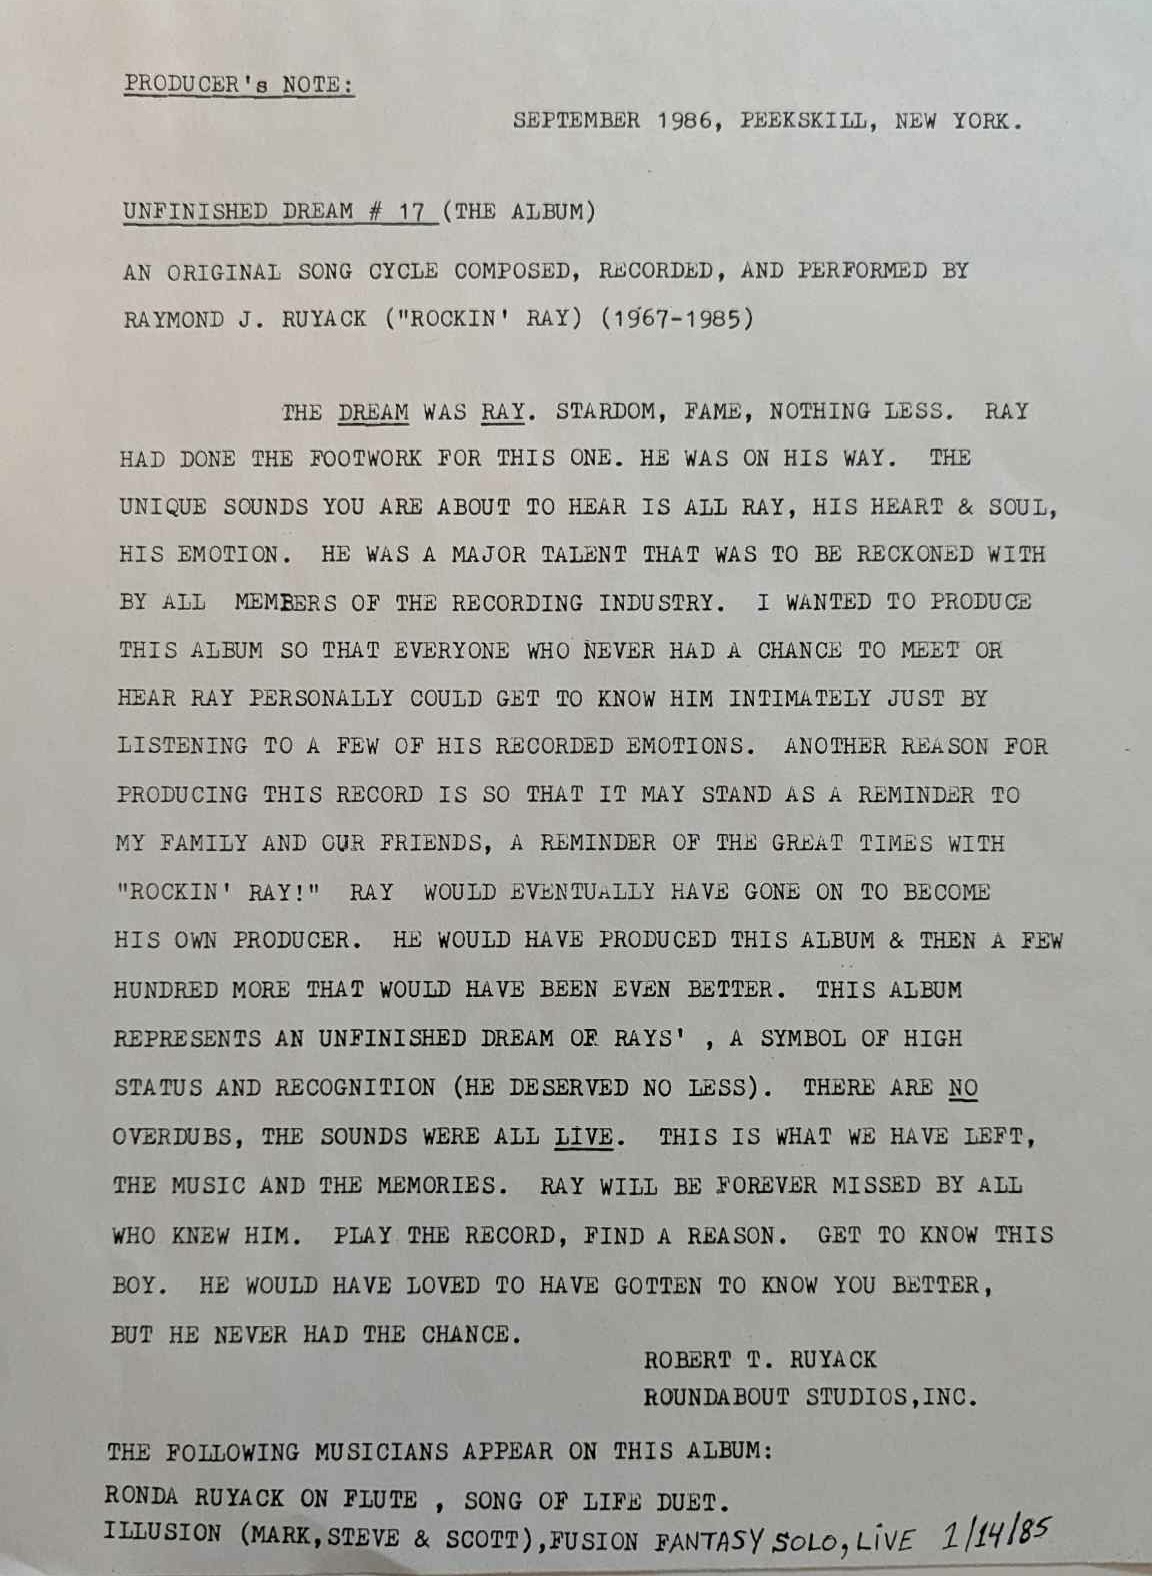 PRODUCER's NOTE:
SEPTEMBER 1986, PEEKSKILL, NEW YORK.
UNFINISHED DREAM # 17 (THE ALBUM)
AN ORIGINAL SONG CYCLE COMPOSED, RECORDED, AND PERFORMED BY
RAYMOND J. RUYACK ("ROCKIN' RAY) (1967-1985)
THE DREAM WAS RAY. STARDOM, FAME, NOTHING LESS. RAY
HAD DONE THE FOOTWORK FOR THIS ONE. HE WAS ON HIS WAY. THE
UNIQUE SOUNDS YOU ARE ABOUT TO HEAR IS ALL RAY, HIS HEART & SOUL,
HIS EMOTION. HE WAS A MAJOR TALENT THAT WAS TO BE RECKONED WITH
BY ALL MEMBERS OF THE RECORDING INDUSTRY. I WANTED TO PRODUCE
THIS ALBUM SO THAT EVERYONE WHO NEVER HAD A CHANCE TO MEET OR
HEAR RAY PERSONALLY COULD GET TO KNOW HIM INTIMATELY JUST BY
LISTENING TO A FEW OF HIS RECORDED EMOTIONS. ANOTHER REASON FOR
PRODUCING THIS RECORD IS SO THAT IT MAY STAND AS A REMINDER TO
MY FAMILY AND OUR FRIENDS, A REMINDER OF THE GREAT TIMES WITH
"ROCKIN' RAY!" RAY WOULD EVENTUALLY HAVE GONE ON TO BECOME
HIS OWN PRODUCER. HE WOULD HAVE PRODUCED THIS ALBUM & THEN A FEW
HUNDRED MORE THAT WOULD HAVE BEEN EVEN BETTER. THIS ALBUM
REPRESENTS AN UNFINISHED DREAM OF RAYS' , A SYMBOL OF HIGH
STATUS AND RECOGNITION (HE DESERVED NO LESS). THERE ARE NO
OVERDUBS, THE SOUNDS WERE ALL LIVE. THIS IS WHAT WE HAVE LEFT,
THE MUSIC AND THE MEMORIES. RAY WILL BE FOREVER MISSED BY ALL
WHO KNEW HIM. PLAY THE RECORD, FIND A REASON. GET TO KNOW THIS
BOY. HE WOULD HAVE LOVED TO HAVE GOTTEN TO KNOW YOU BETTER,
BUT HE NEVER HAD THE CHANCE.
ROBERT T. RUYACK
ROUNDABOUT STUDIOS,INC.
THE FOLLOWING MUSICIANS APPEAR ON THIS ALBUM:
RONDA RUYACK ON FLUTE , SONG OF LIFE DUET.
ILLUSION (MARK,STEVE & SCOTT),FUSION FANTASY SOLO, LIVE 1/14/85